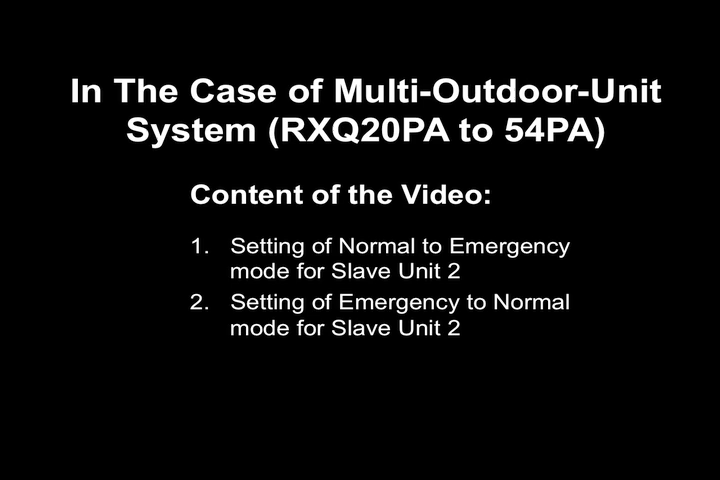 In The Case of Multi-Outdoor-Unit
System (RXQ20PA to 54PA)
Content of the Video:
1. Setting of Normal to Emergency
mode for Slave Unit 2
2. Setting of Emergency to Normal
mode for Slave Unit 2